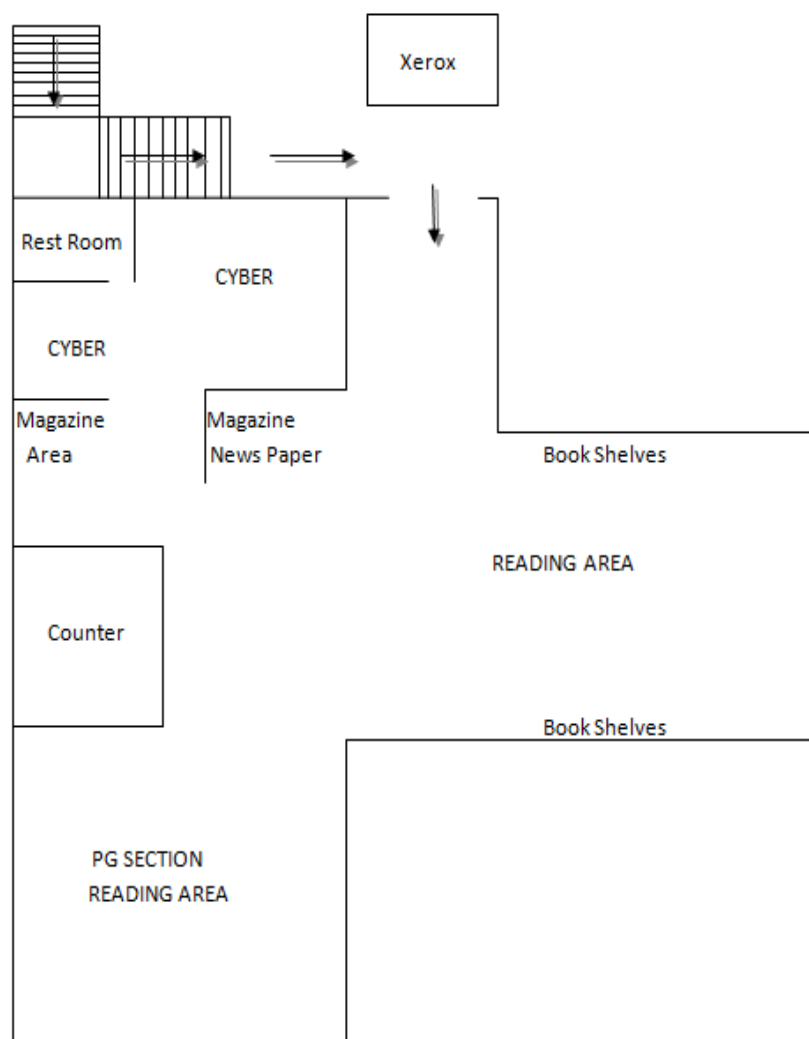 Xerox
Rest Room
CYBER
CYBER
Magazine
Area
Magazine
News Paper
Book Shelves
READING AREA
Counter
Book Shelves
PG SECTION
READING AREA